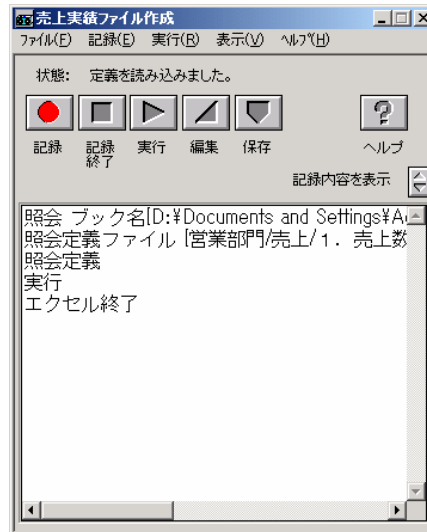 売上実績ファイル作成
ファイル(F) 記録(E) 実行(R) 表示(V) ヘルプ(H)
状態: 定義を読み込みました。
記録 記録終了 実行 編集 保存 ヘルプ
記録内容を表示
照会 ブック名[D:¥Documents and Settings¥A
照会定義ファイル [営業部門/売上/1. 売上数
照会定義
実行
エクセル終了